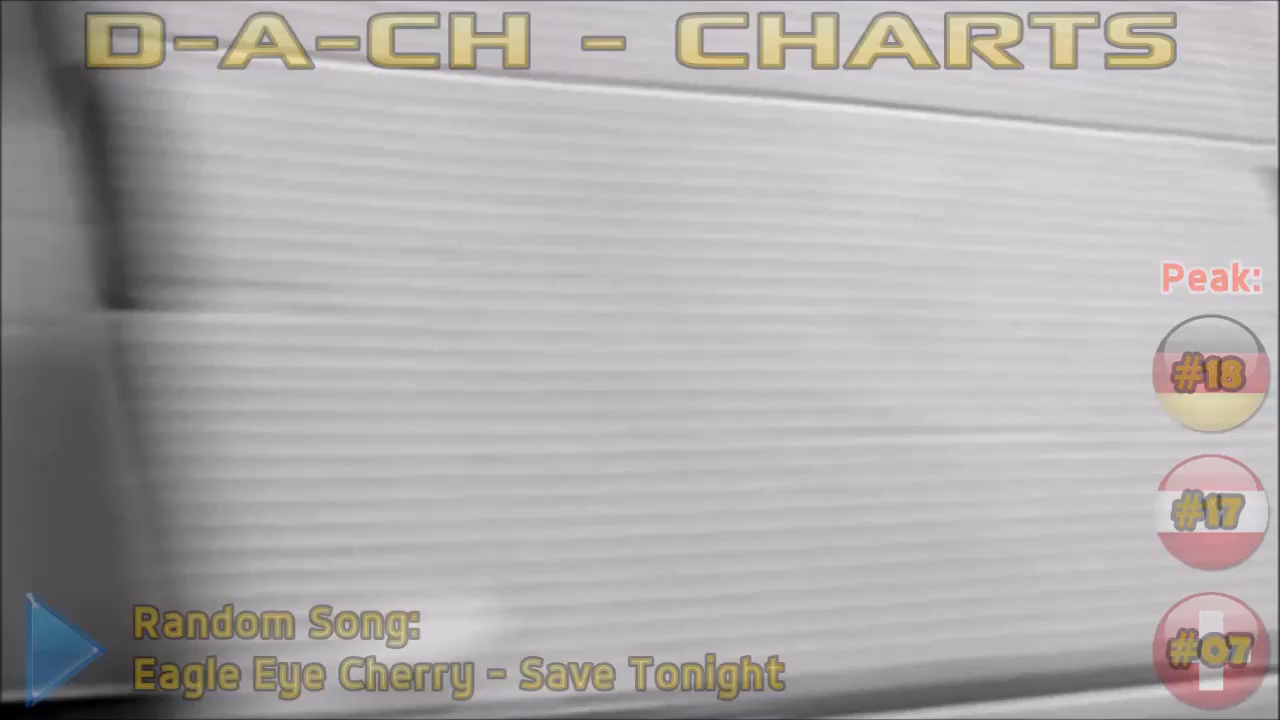 D-A-CH - CHARTS
Peak:
#18
#17
#07
Random Song:
Eagle Eye Cherry - Save Tonight